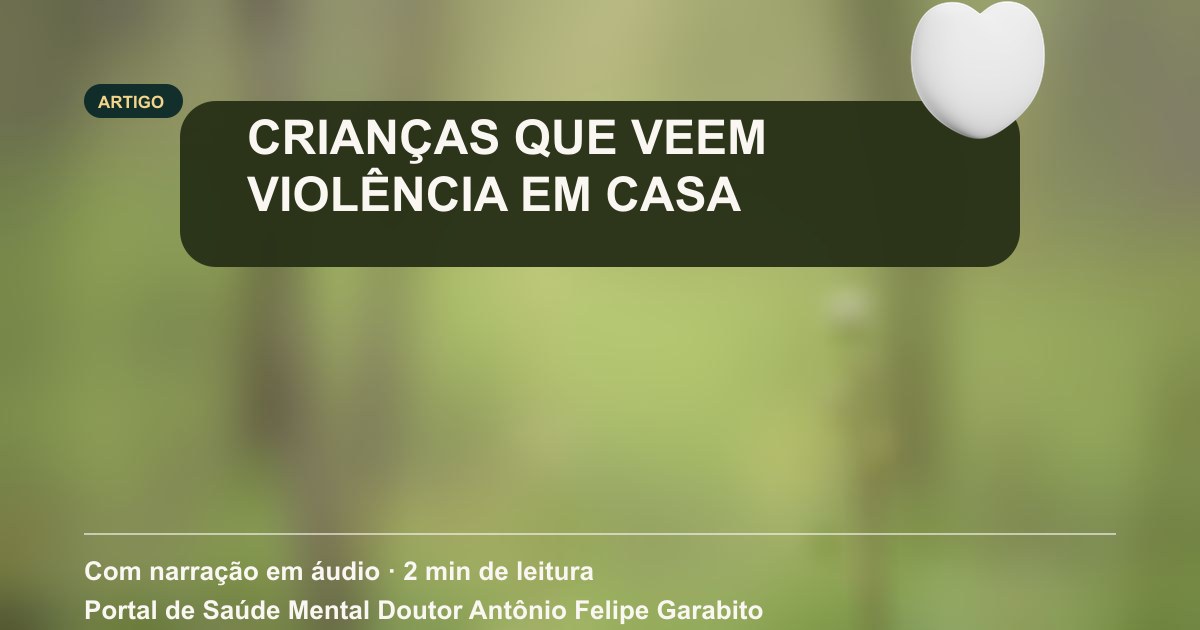 ARTIGO
CRIANÇAS QUE VEEM
VIOLÊNCIA EM CASA
Com narração em áudio · 2 min de leitura
Portal de Saúde Mental Doutor Antônio Felipe Garabito